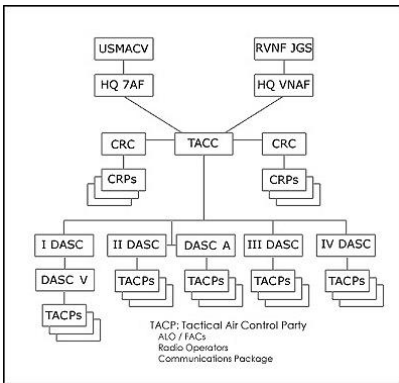 USMACV RVNF JGS
HQ 7AF HQ VNAF
CRC TACC CRC
CRPs CRPs
I DASC II DASC DASC A III DASC IV DASC
DASC V TACPs TACPs TACPs TACPs
TACPs
TACP: Tactical Air Control Party
ALO / FACs
Radio Operators
Communications Package